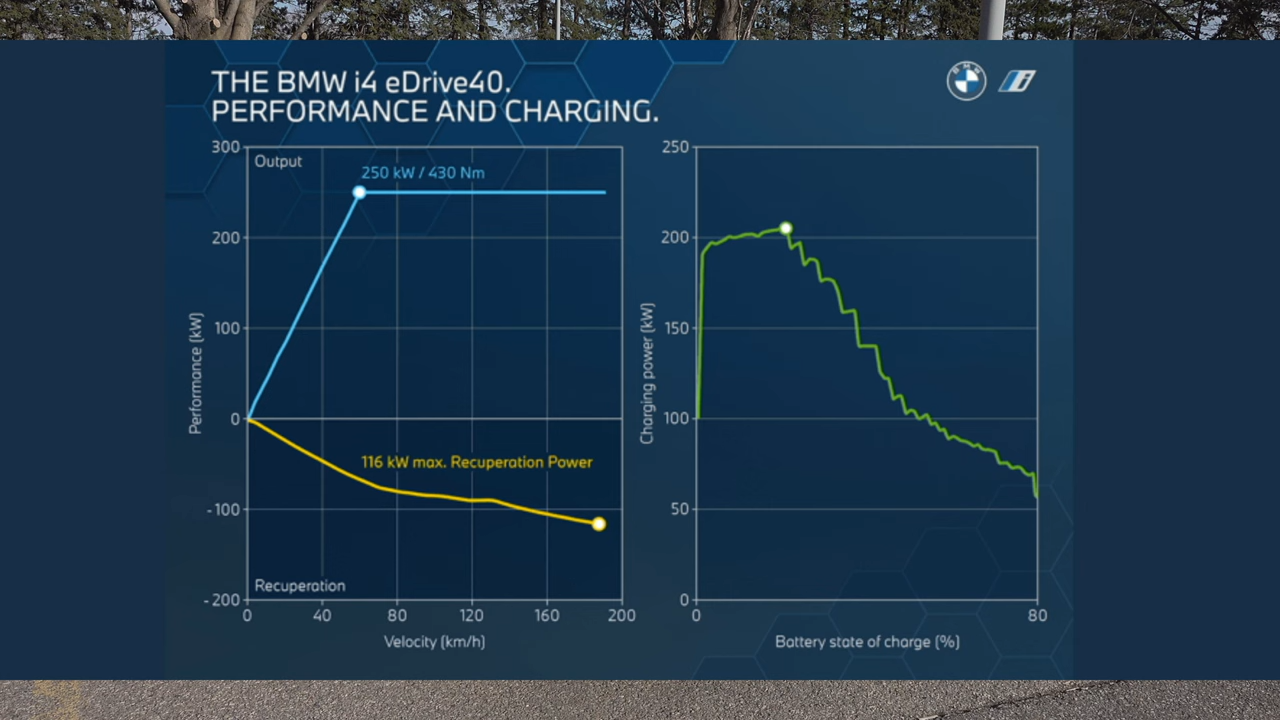 THE BMW i4 eDrive40.
PERFORMANCE AND CHARGING.
BMW
i
300
Output
250 kW / 430 Nm
200
100
0
116 kW max. Recuperation Power
-100
Recuperation
-200
Performance (kW)
0 40 80 120 160 200
Velocity (km/h)
250
200
150
100
50
0
Charging power (kW)
0 80
Battery state of charge (%)